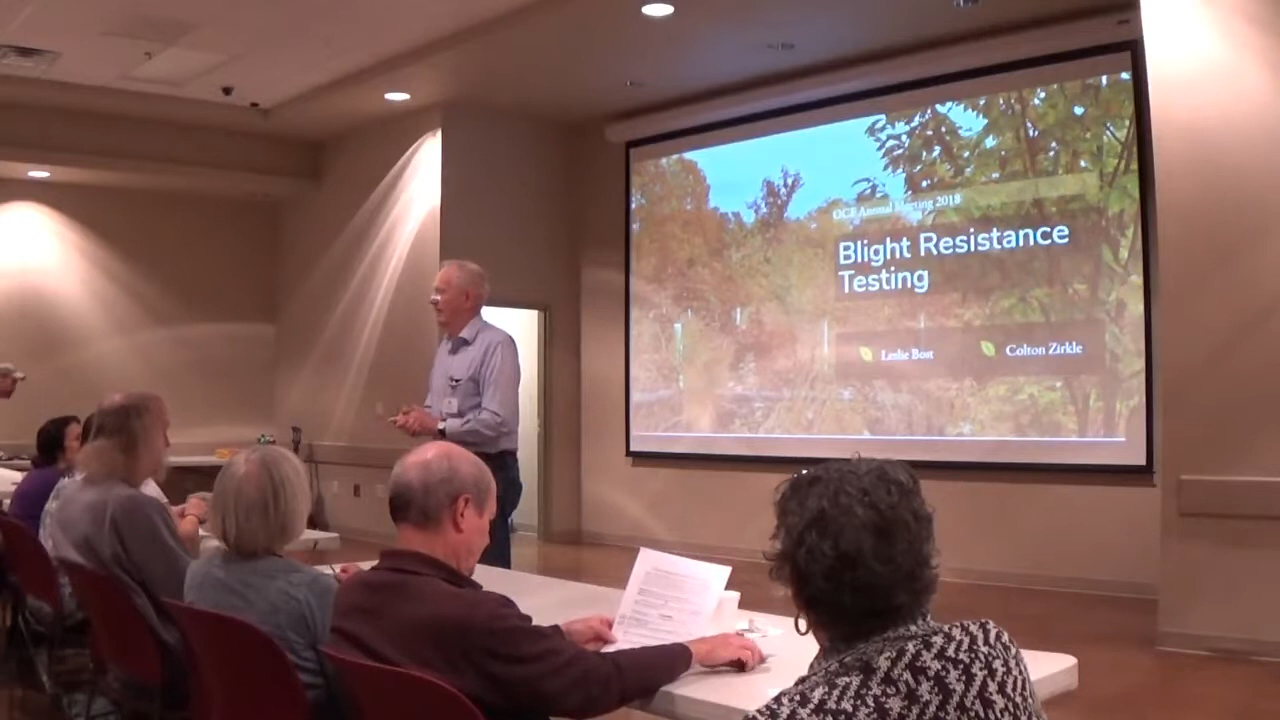 OCF Annual Meeting 2018
Blight Resistance
Testing
Leslie Bost
Colton Zirkle